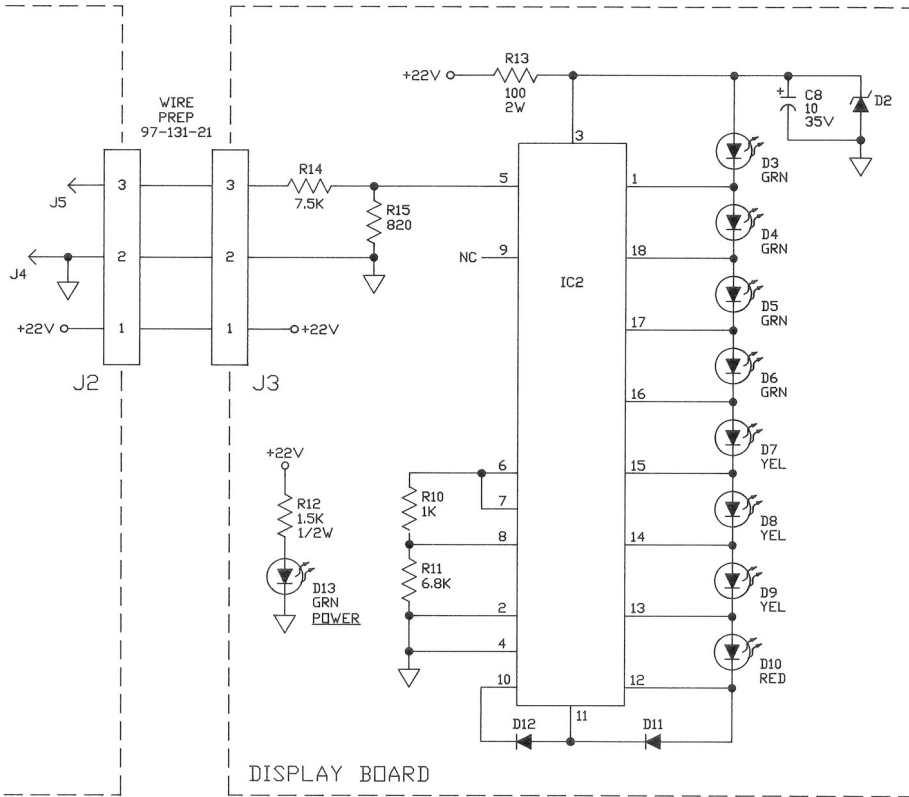 WIRE
PREP
97-131-21
J5
J4
+22V
3
2
1
J2
3
2
1
J3
+22V
R14
7.5K
R15
820
+22V
R13
100
2W
+
C8
10
35V
D2
3
5
NC
9
IC2
6
7
8
2
4
10
11
1
18
17
16
15
14
13
12
D3
GRN
D4
GRN
D5
GRN
D6
GRN
D7
YEL
D8
YEL
D9
YEL
D10
RED
+22V
R12
1.5K
1/2W
D13
GRN
POWER
R10
1K
R11
6.8K
D12
D11
DISPLAY BOARD